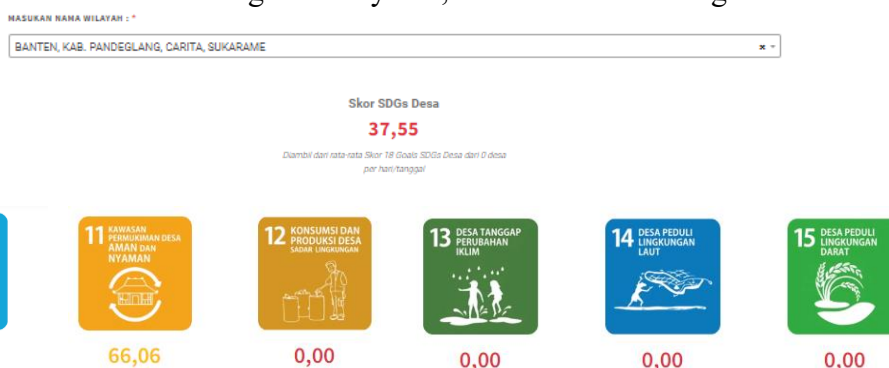 MASUKAN NAMA WILAYAH : *
BANTEN, KAB. PANDEGLANG, CARITA, SUKARAME
Skor SDGs Desa
37,55
Diambil dari rata-rata Skor 18 Goals SDGs Desa dari 0 desa
per hari/tanggal
11 KAWASAN
PERMUKIMAN DESA
AMAN DAN
NYAMAN
12 KONSUMSI DAN
PRODUKSI DESA
SADAR LINGKUNGAN
13 DESA TANGGAP
PERUBAHAN
IKLIM
14 DESA PEDULI
LINGKUNGAN
LAUT
15 DESA PEDULI
LINGKUNGAN
DARAT
66,06
0,00
0,00
0,00
0,00